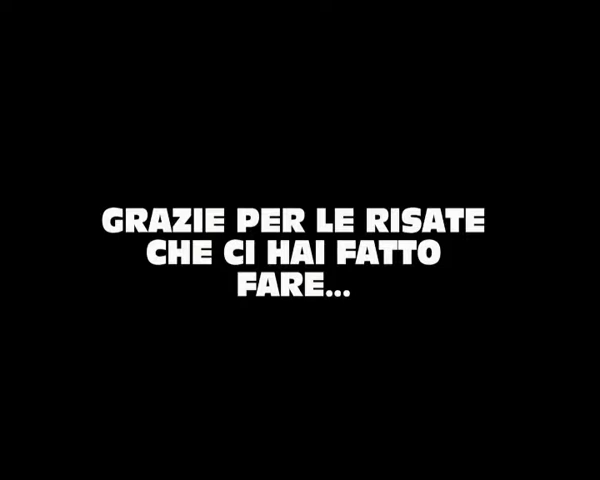 GRAZIE PER LE RISATE
CHE CI HAI FATTO
FARE...